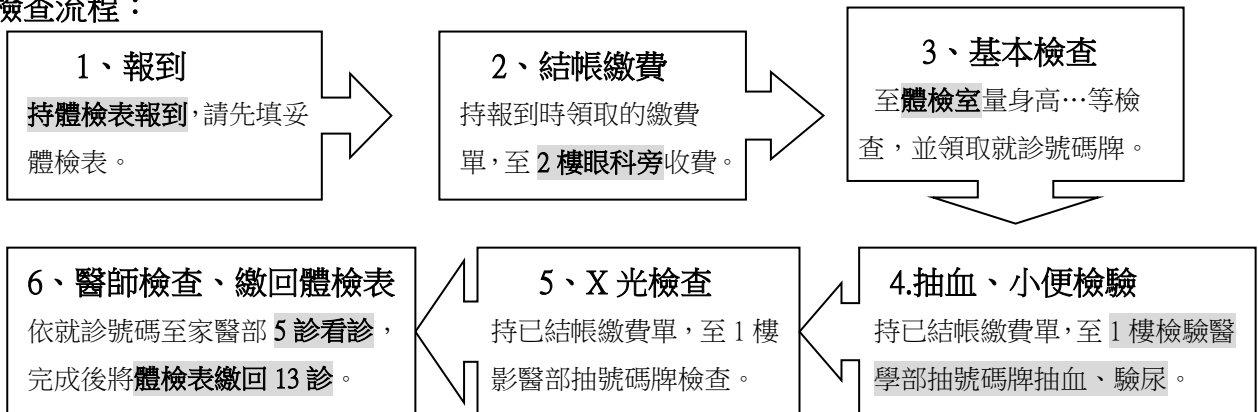 檢查流程：
1、報到
持體檢表報到，請先填妥
體檢表。
2、結帳繳費
持報到時領取的繳費
單，至 2 樓眼科旁收費。
3、基本檢查
至體檢室量身高…等檢
查，並領取就診號碼牌。
4.抽血、小便檢驗
持已結帳繳費單，至 1 樓檢驗醫
學部抽號碼牌抽血、驗尿。
5、X 光檢查
持已結帳繳費單，至 1 樓
影醫部抽號碼牌檢查。
6、醫師檢查、繳回體檢表
依就診號碼至家醫部 5 診看診，
完成後將體檢表繳回 13 診。